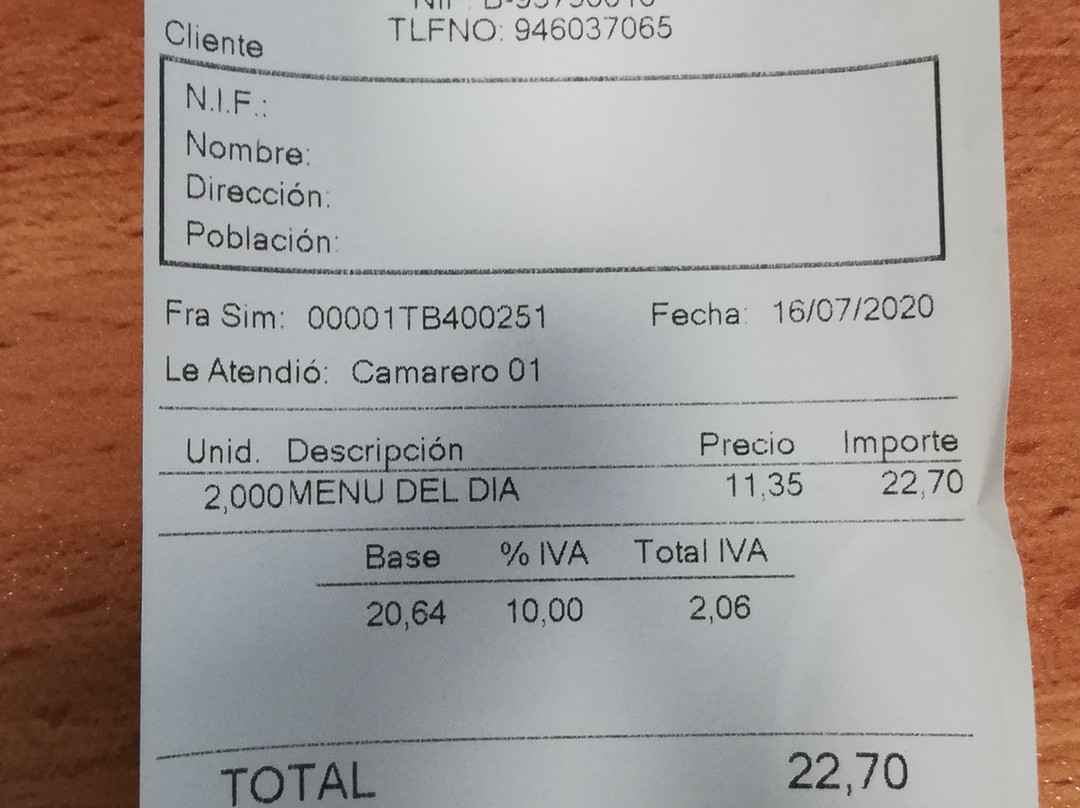 TLFNO: 946037065
Cliente
N.I.F.:
Nombre:
Dirección:
Población:
Fra Sim: 00001TB400251 Fecha: 16/07/2020
Le Atendió: Camarero 01
Unid. Descripción Precio Importe
2,000 MENU DEL DIA 11,35 22,70
Base % IVA Total IVA
20,64 10,00 2,06
TOTAL 22,70